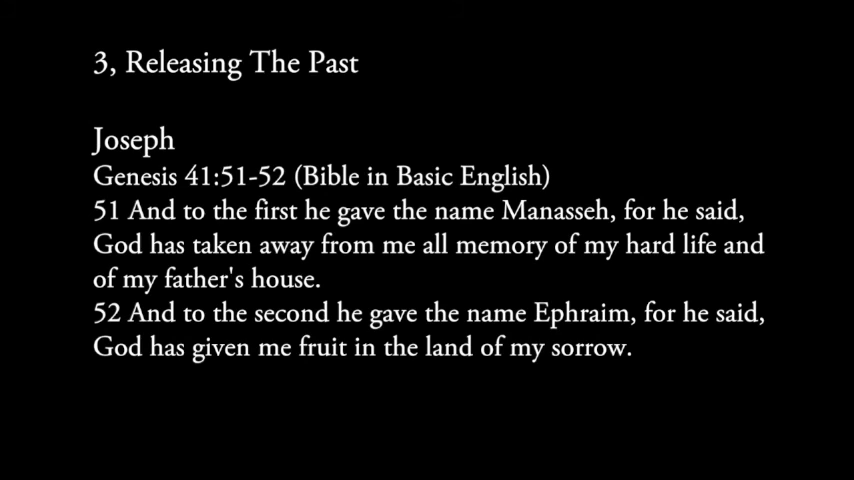 3, Releasing The Past
Joseph
Genesis 41:51-52 (Bible in Basic English)
51 And to the first he gave the name Manasseh, for he said,
God has taken away from me all memory of my hard life and
of my father's house.
52 And to the second he gave the name Ephraim, for he said,
God has given me fruit in the land of my sorrow.